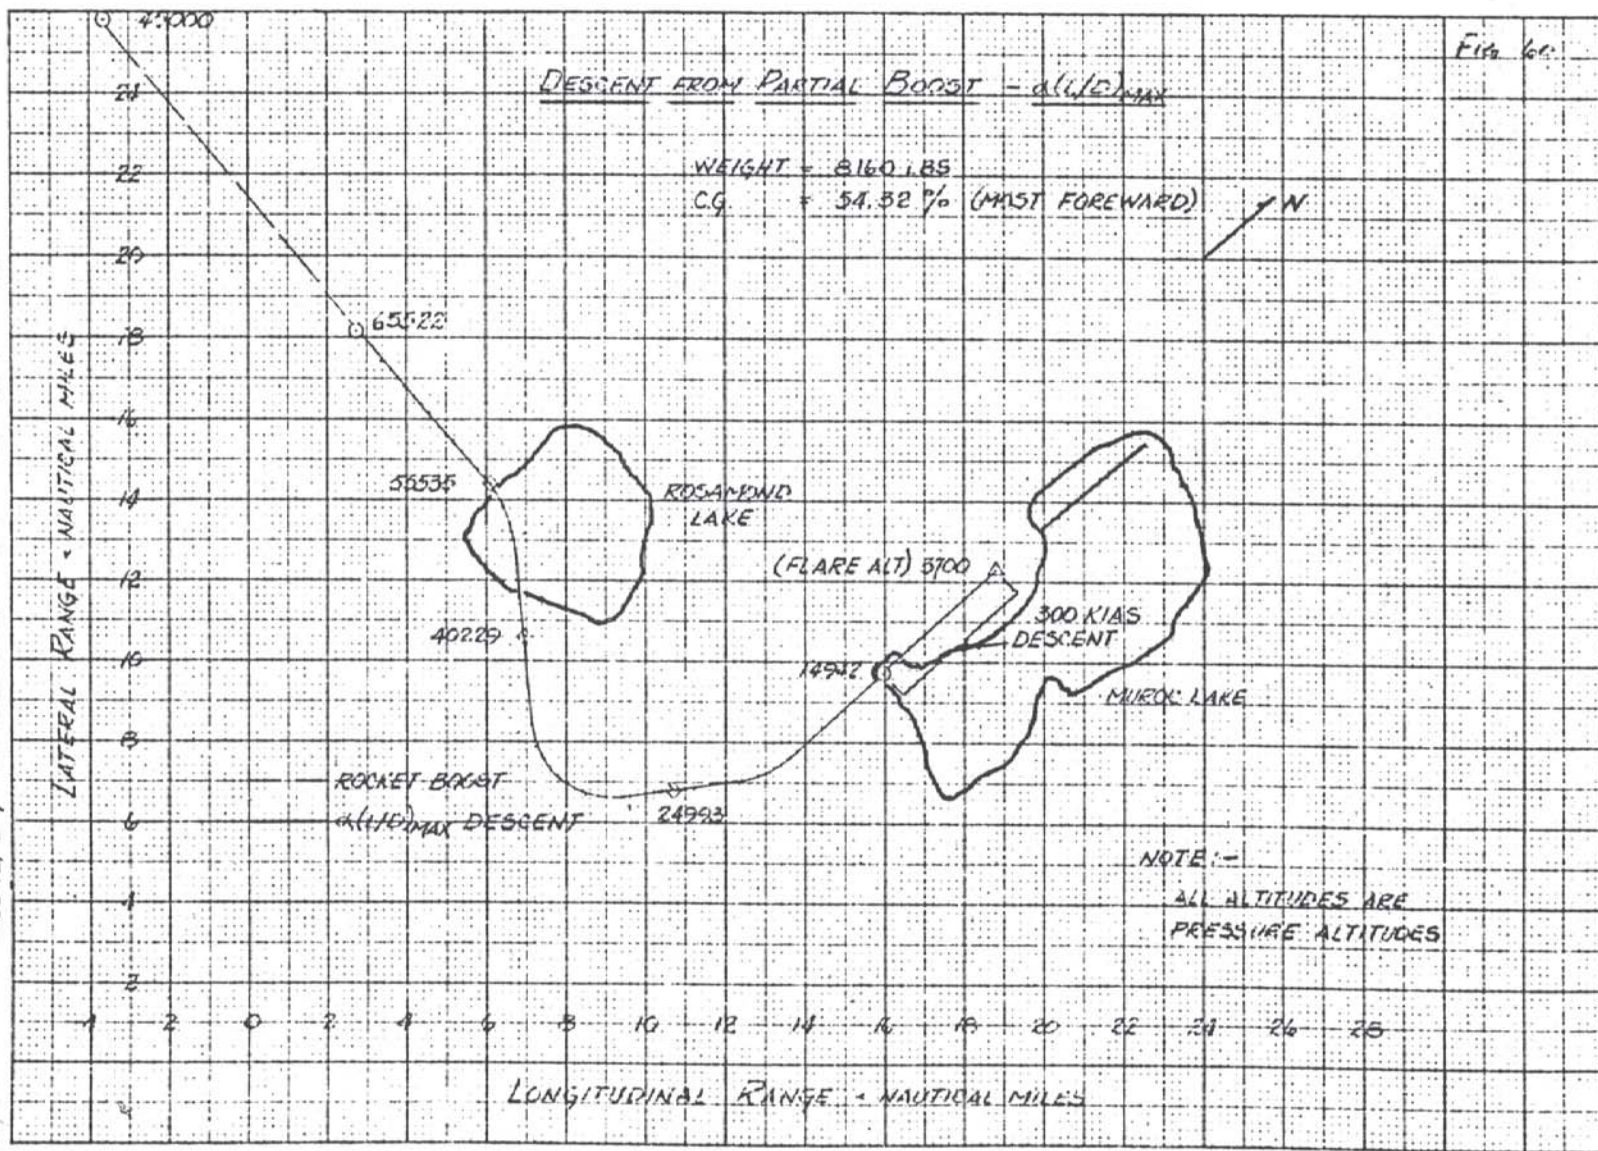 45000
DESCENT FROM PARTIAL BOOST - α(L/D)MAX
WEIGHT = 8160 LBS
C.G. = 54.32 % (MOST FOREWARD)
N
24
22
20
18
16
14
12
10
8
6
4
2
LATERAL RANGE - NAUTICAL MILES
65522
55535
ROSAMOND
LAKE
(FLARE ALT) 3700
40229
300 KIAS
DESCENT
14942
MUROC LAKE
ROCKET BOOST
α(L/D)MAX DESCENT
24993
NOTE:-
ALL ALTITUDES ARE
PRESSURE ALTITUDES
4 2 0 2 4 6 8 10 12 14 16 18 20 22 24 26 28
LONGITUDINAL RANGE - NAUTICAL MILES